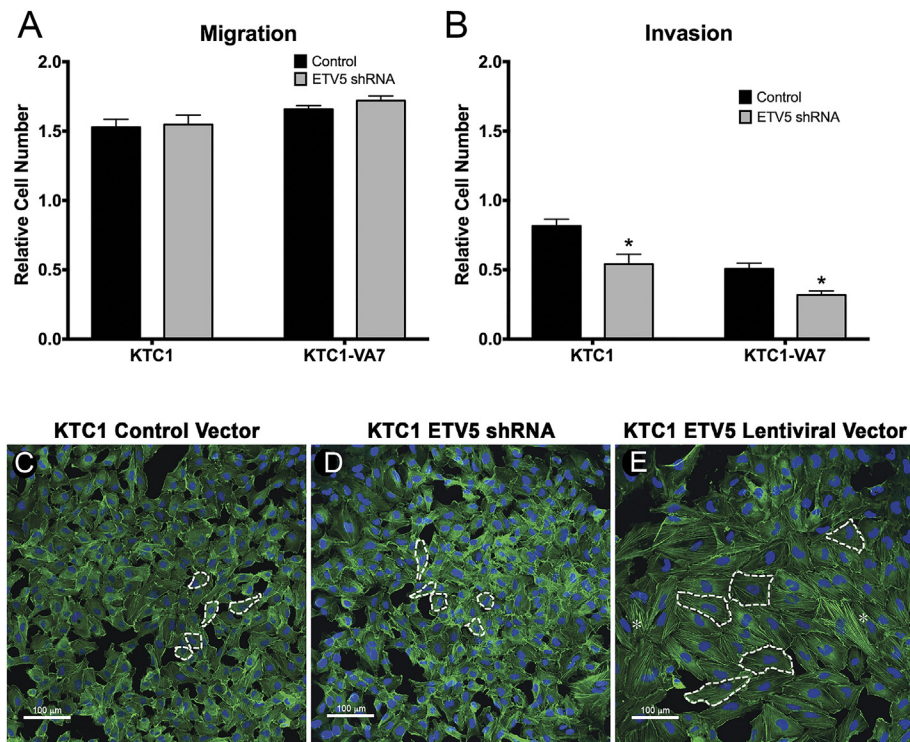 A
Migration
Control
ETV5 shRNA
Relative Cell Number
2.0
1.5
1.0
0.5
0.0
KTC1
KTC1-VA7
B
Invasion
Control
ETV5 shRNA
Relative Cell Number
2.0
1.5
1.0
0.5
0.0
*
*
KTC1
KTC1-VA7
KTC1 Control Vector
KTC1 ETV5 shRNA
KTC1 ETV5 Lentiviral Vector
C
100 µm
D
100 µm
E
*
*
100 µm